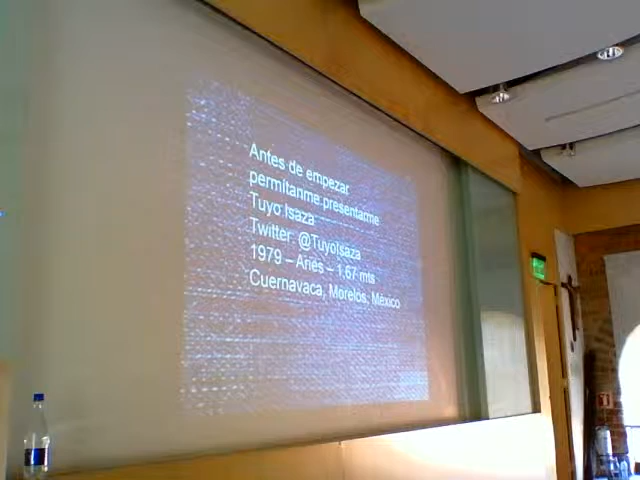 Antes de empezar
permítanme presentarme
Tuyo Isaza
Twitter: @TuyoIsaza
1979 – Aries – 1,67 mts
Cuernavaca, Morelos, México